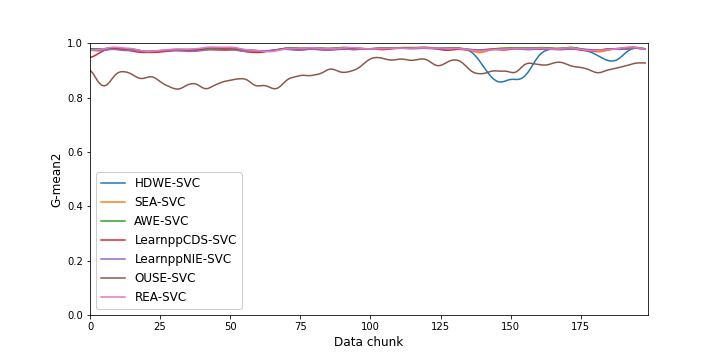 1.0
0.8
0.6
0.4
0.2
0.0
G-mean2
HDWE-SVC
SEA-SVC
AWE-SVC
LearnppCDS-SVC
LearnppNIE-SVC
OUSE-SVC
REA-SVC
0 25 50 75 100 125 150 175
Data chunk